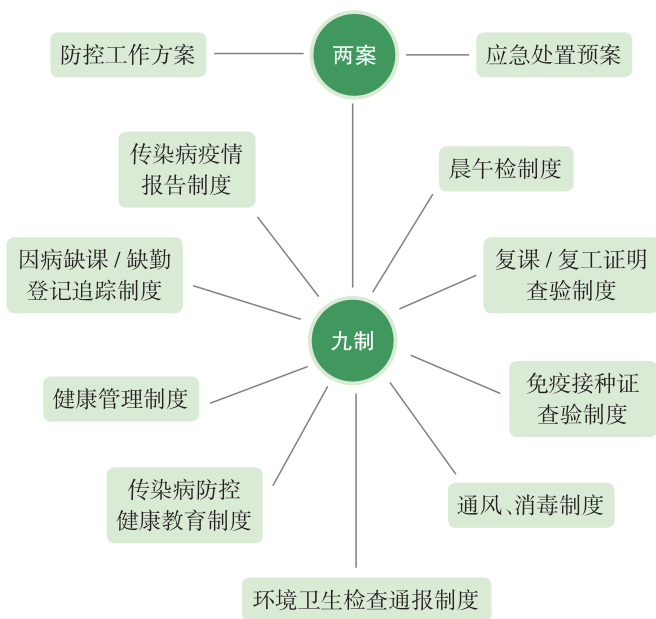 防控工作方案
两案
应急处置预案
传染病疫情
报告制度
晨午检制度
因病缺课 / 缺勤
登记追踪制度
复课 / 复工证明
查验制度
九制
健康管理制度
免疫接种证
查验制度
传染病防控
健康教育制度
通风、消毒制度
环境卫生检查通报制度